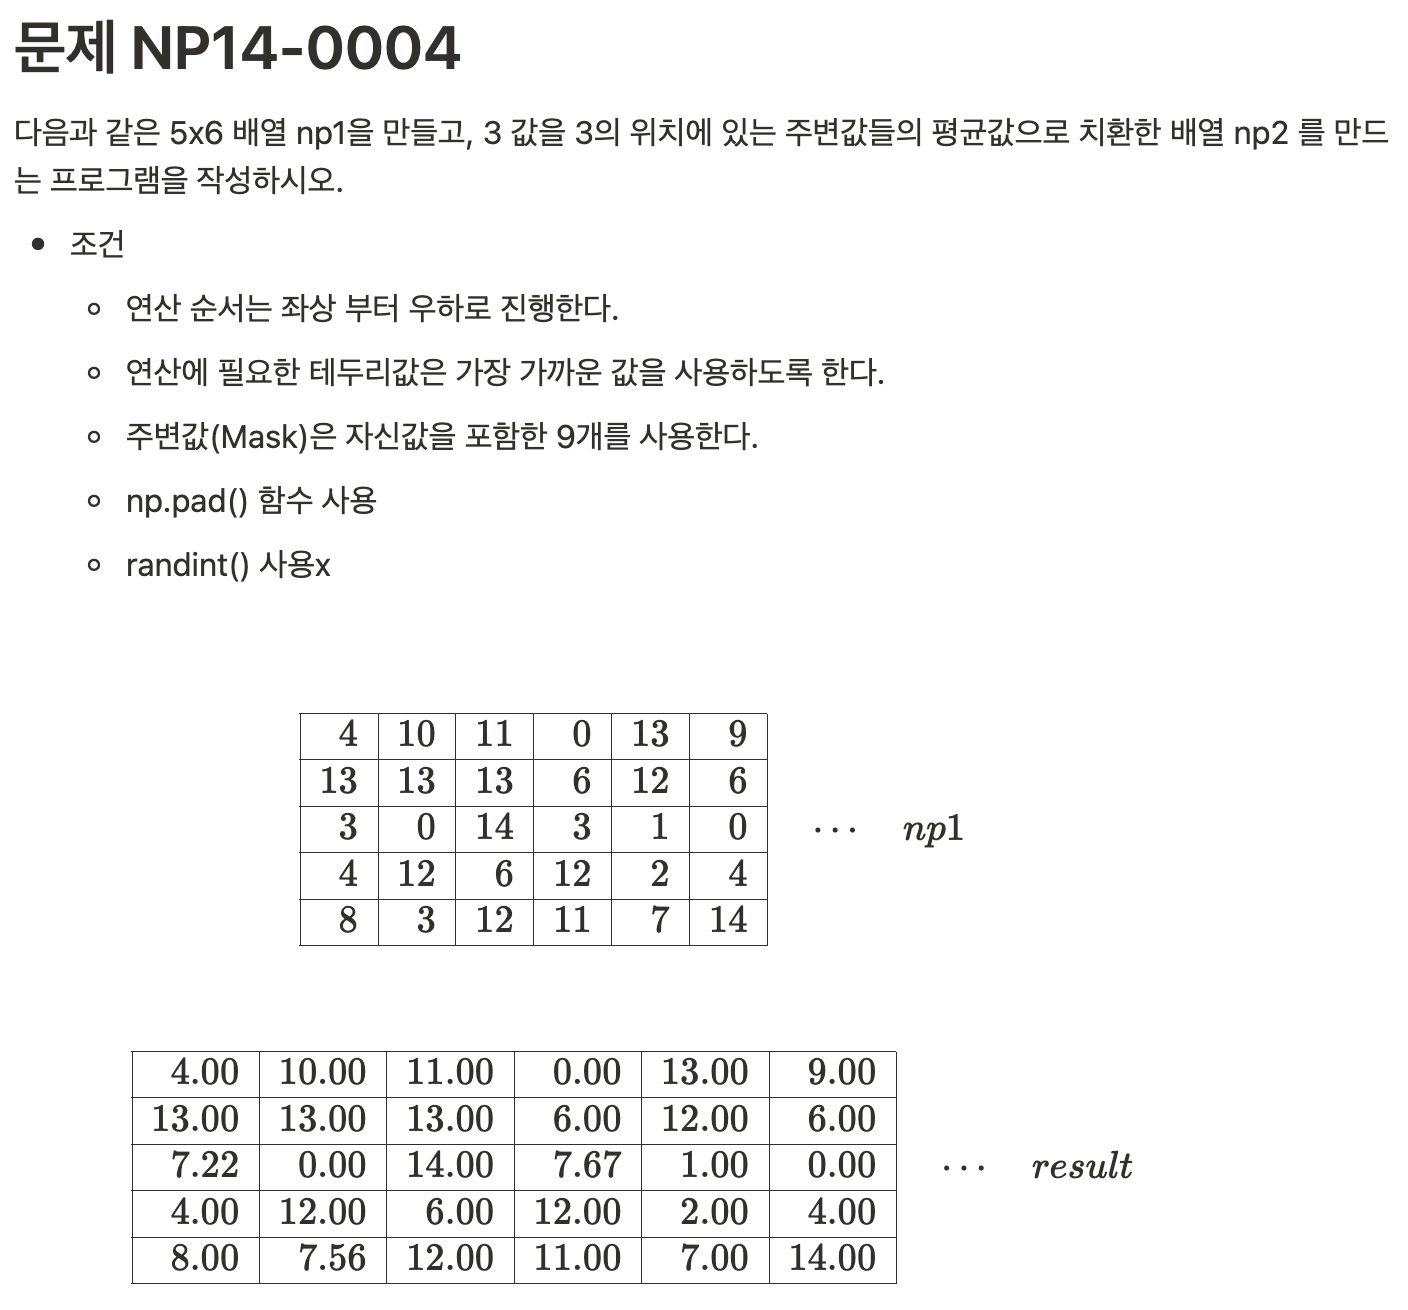 문제 NP14-0004
다음과 같은 5x6 배열 np1을 만들고, 3 값을 3의 위치에 있는 주변값들의 평균값으로 치환한 배열 np2 를 만드
는 프로그램을 작성하시오.
• 조건
◦ 연산 순서는 좌상 부터 우하로 진행한다.
◦ 연산에 필요한 테두리값은 가장 가까운 값을 사용하도록 한다.
◦ 주변값(Mask)은 자신값을 포함한 9개를 사용한다.
◦ np.pad() 함수 사용
◦ randint() 사용x
4 10 11 0 13 9
13 13 13 6 12 6
3 0 14 3 1 0 ··· np1
4 12 6 12 2 4
8 3 12 11 7 14
4.00 10.00 11.00 0.00 13.00 9.00
13.00 13.00 13.00 6.00 12.00 6.00
7.22 0.00 14.00 7.67 1.00 0.00 ··· result
4.00 12.00 6.00 12.00 2.00 4.00
8.00 7.56 12.00 11.00 7.00 14.00